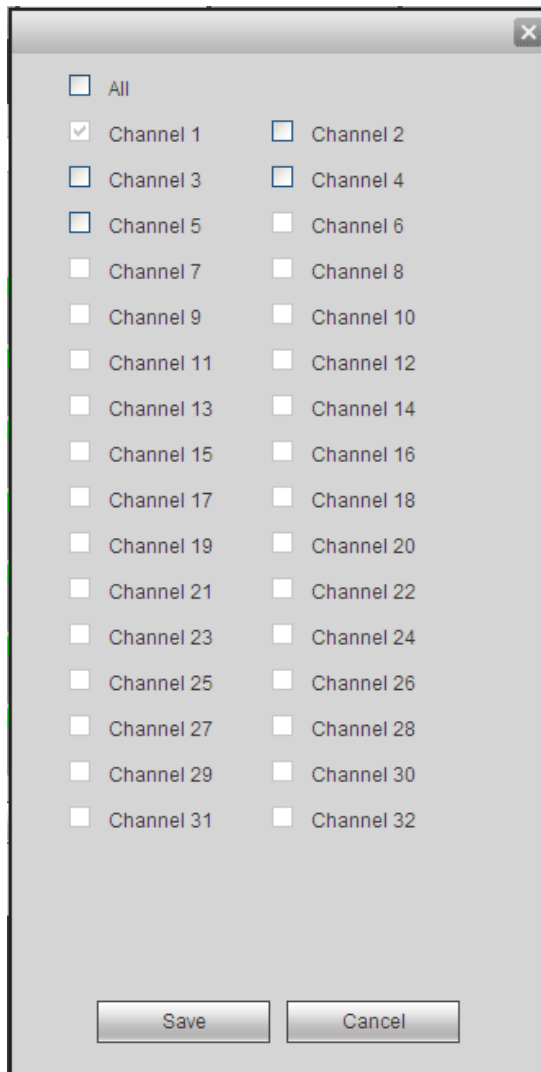 All
Channel 1 Channel 2
Channel 3 Channel 4
Channel 5 Channel 6
Channel 7 Channel 8
Channel 9 Channel 10
Channel 11 Channel 12
Channel 13 Channel 14
Channel 15 Channel 16
Channel 17 Channel 18
Channel 19 Channel 20
Channel 21 Channel 22
Channel 23 Channel 24
Channel 25 Channel 26
Channel 27 Channel 28
Channel 29 Channel 30
Channel 31 Channel 32
Save Cancel